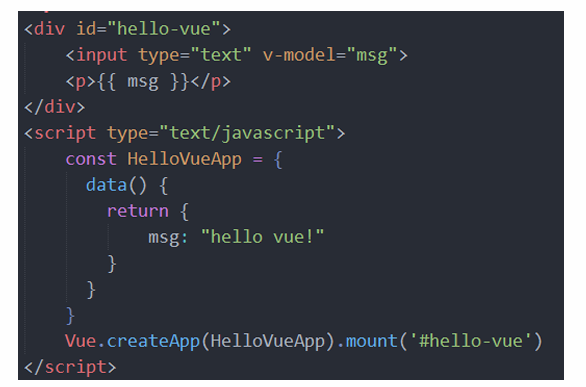 <div id="hello-vue">
<input type="text" v-model="msg">
<p>{{ msg }}</p>
</div>
<script type="text/javascript">
const HelloVueApp = {
data() {
return {
msg: "hello vue!"
}
}
}
Vue.createApp(HelloVueApp).mount('#hello-vue')
</script>